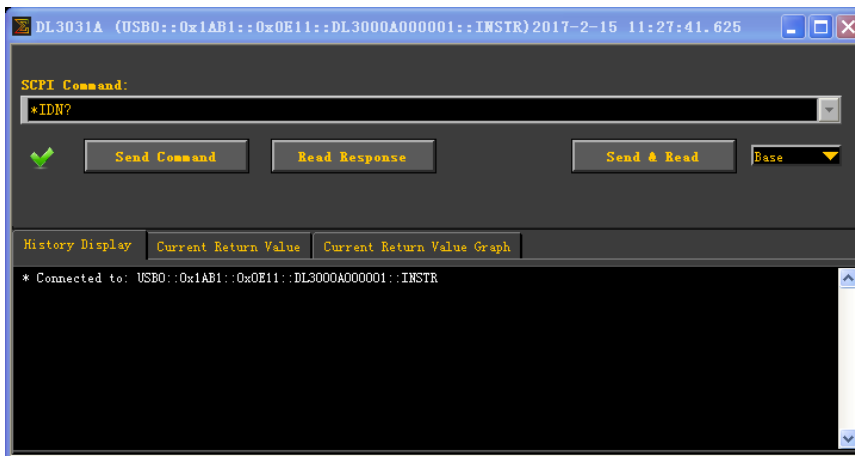 DL3031A (USB0::0x1AB1::0x0E11::DL3000A000001::INSTR)2017-2-15 11:27:41.625
SCPI Command:
*IDN?
Send Command Read Response Send & Read Base
History Display Current Return Value Current Return Value Graph
* Connected to: USB0::0x1AB1::0x0E11::DL3000A000001::INSTR